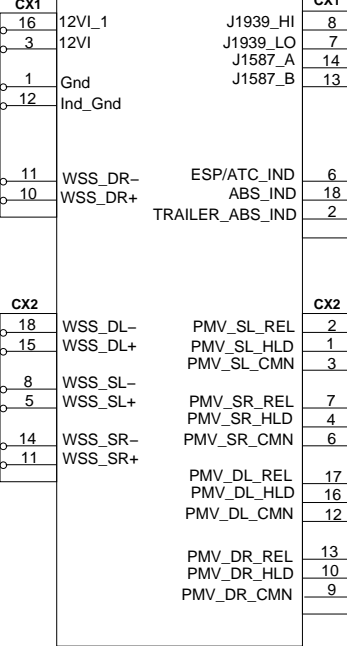 CX1 CX1
16 12VI_1 J1939_HI 8
3 12VI J1939_LO 7
J1587_A 14
1 Gnd J1587_B 13
12 Ind_Gnd
11 WSS_DR– ESP/ATC_IND 6
10 WSS_DR+ ABS_IND 18
TRAILER_ABS_IND 2
CX2 CX2
18 WSS_DL– PMV_SL_REL 2
15 WSS_DL+ PMV_SL_HLD 1
PMV_SL_CMN 3
8 WSS_SL–
5 WSS_SL+ PMV_SR_REL 7
PMV_SR_HLD 4
14 WSS_SR– PMV_SR_CMN 6
11 WSS_SR+
PMV_DL_REL 17
PMV_DL_HLD 16
PMV_DL_CMN 12
PMV_DR_REL 13
PMV_DR_HLD 10
PMV_DR_CMN 9